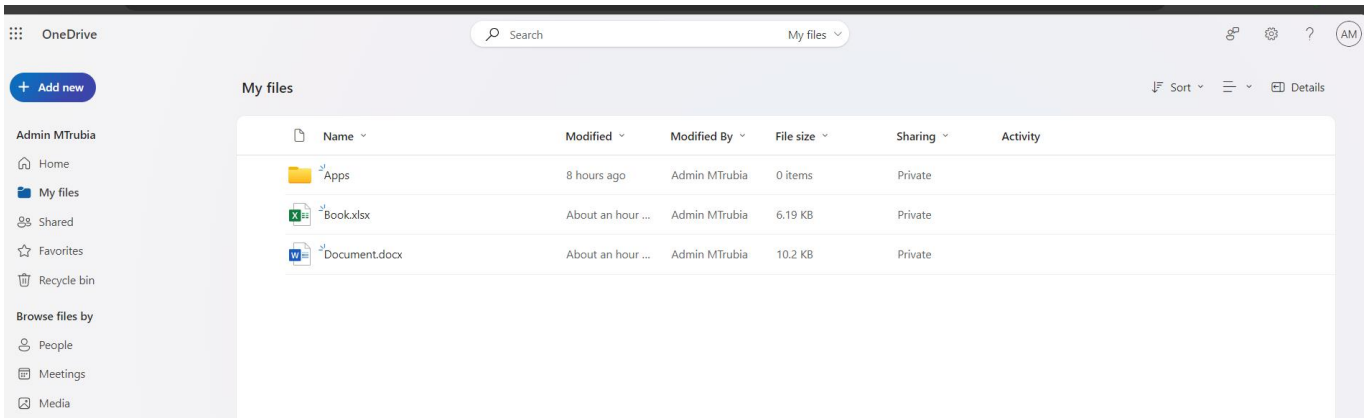 OneDrive
Search
My files
AM
Add new
My files
Sort
Details
Admin MTrubia
Name
Modified
Modified By
File size
Sharing
Activity
Home
Apps
8 hours ago
Admin MTrubia
0 items
Private
My files
Book.xlsx
About an hour ...
Admin MTrubia
6.19 KB
Private
Shared
Favorites
Document.docx
About an hour ...
Admin MTrubia
10.2 KB
Private
Recycle bin
Browse files by
People
Meetings
Media